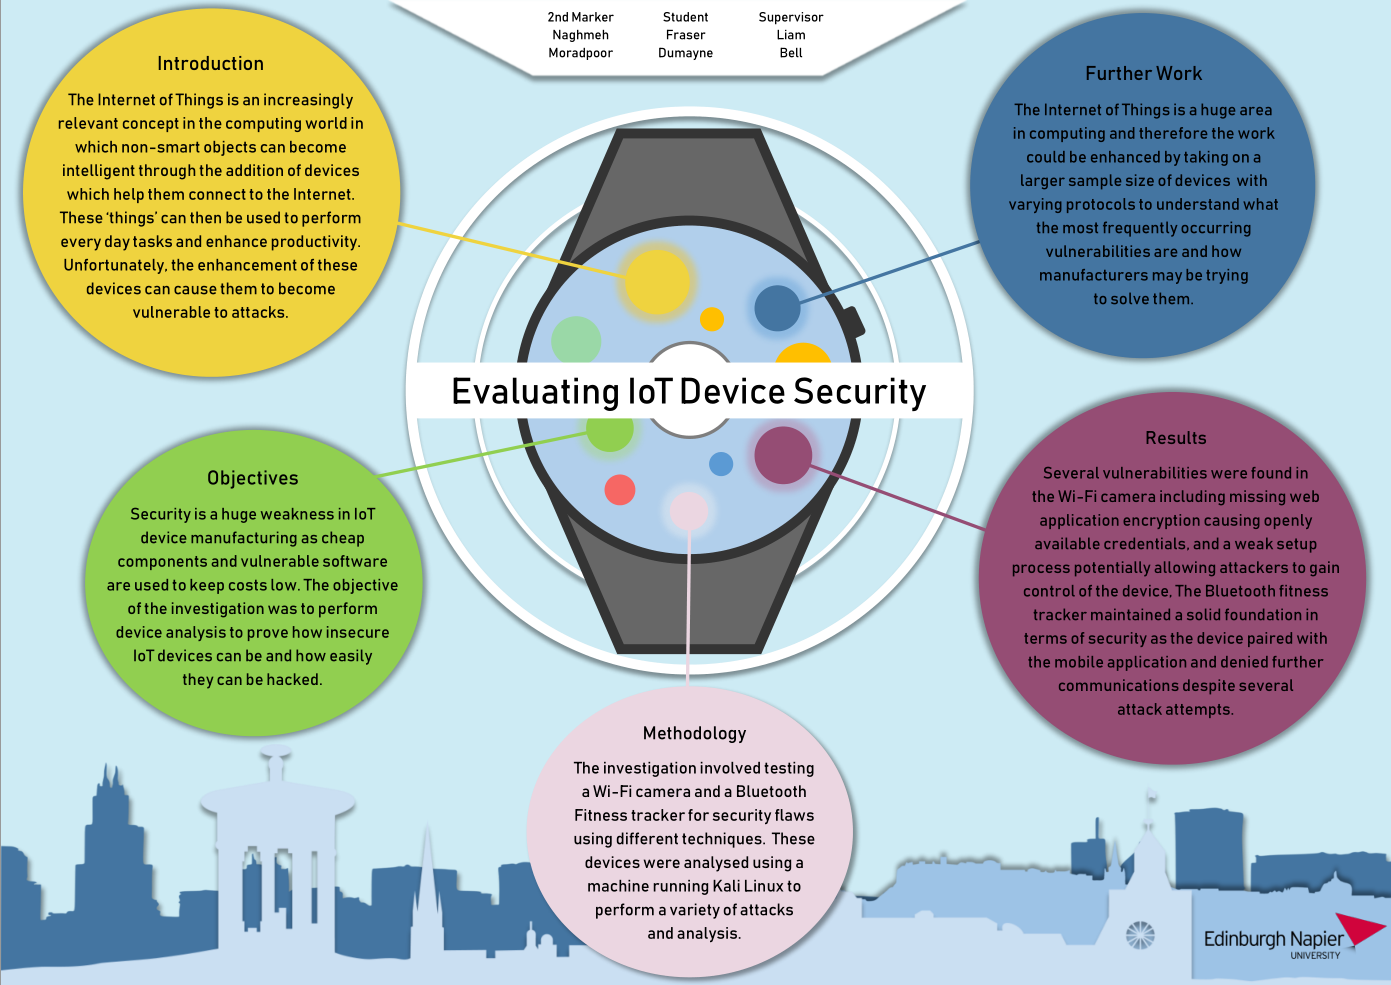 2nd Marker
Naghmeh
Moradpoor
Student
Fraser
Dumayne
Supervisor
Liam
Bell
Introduction
The Internet of Things is an increasingly
relevant concept in the computing world in
which non-smart objects can become
intelligent through the addition of devices
which help them connect to the Internet.
These ‘things’ can then be used to perform
every day tasks and enhance productivity.
Unfortunately, the enhancement of these
devices can cause them to become
vulnerable to attacks.
Further Work
The Internet of Things is a huge area
in computing and therefore the work
could be enhanced by taking on a
larger sample size of devices with
varying protocols to understand what
the most frequently occurring
vulnerabilities are and how
manufacturers may be trying
to solve them.
Evaluating IoT Device Security
Objectives
Security is a huge weakness in IoT
device manufacturing as cheap
components and vulnerable software
are used to keep costs low. The objective
of the investigation was to perform
device analysis to prove how insecure
IoT devices can be and how easily
they can be hacked.
Results
Several vulnerabilities were found in
the Wi-Fi camera including missing web
application encryption causing openly
available credentials, and a weak setup
process potentially allowing attackers to gain
control of the device, The Bluetooth fitness
tracker maintained a solid foundation in
terms of security as the device paired with
the mobile application and denied further
communications despite several
attack attempts.
Methodology
The investigation involved testing
a Wi-Fi camera and a Bluetooth
Fitness tracker for security flaws
using different techniques. These
devices were analysed using a
machine running Kali Linux to
perform a variety of attacks
and analysis.
Edinburgh Napier
UNIVERSITY